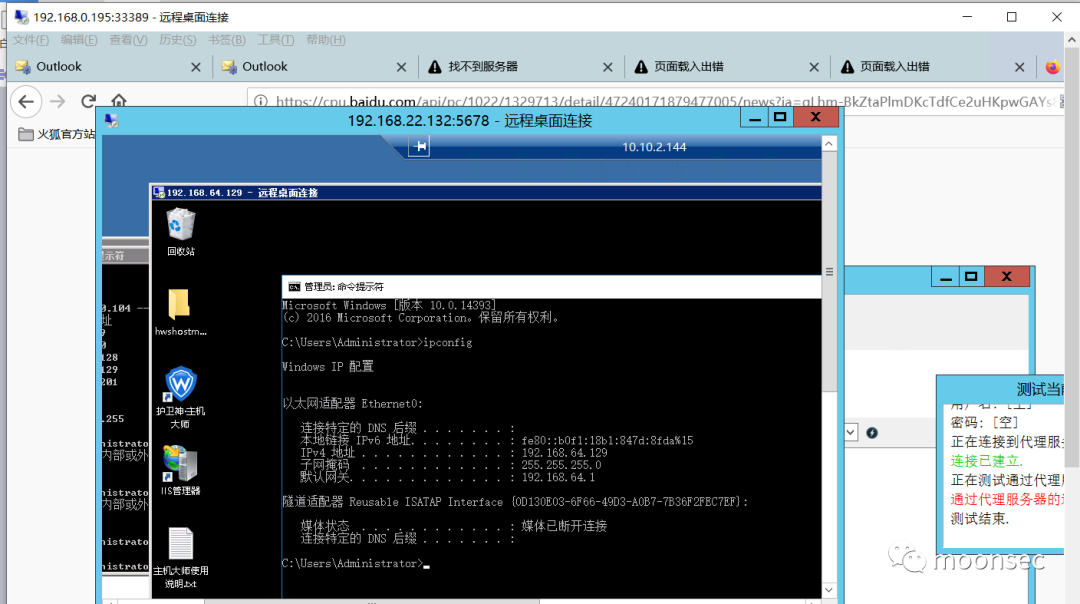 192.168.0.195:33389 - 远程桌面连接
文件(F) 编辑(E) 查看(V) 历史(S) 书签(B) 工具(T) 帮助(H)
Outlook
Outlook
找不到服务器
页面载入出错
页面载入出错
https://cpu.baidu.com/api/pc/1022/1329713/detail/47240171879477005/news?
火狐官方站
192.168.22.132:5678 - 远程桌面连接
10.10.2.144
192.168.64.129 - 远程桌面连接
提示符
回收站
hwshostm...
护卫神·主机
大师
IIS管理器
主机大师使用
说明.txt
0.104
址
128
129
201
.255
nistrato
内部或外
nistrato
内部或外
nistrato
nistrato
管理员: 命令提示符
Microsoft Windows [版本 10.0.14393]
(c) 2016 Microsoft Corporation。保留所有权利。
C:\Users\Administrator>ipconfig
Windows IP 配置
以太网适配器 Ethernet0:
连接特定的 DNS 后缀 . . . . . . . :
本地链接 IPv6 地址. . . . . . . . : fe80::b0f1:18b1:847d:8fda%15
IPv4 地址 . . . . . . . . . . . . : 192.168.64.129
子网掩码 . . . . . . . . . . . . : 255.255.255.0
默认网关. . . . . . . . . . . . . : 192.168.64.1
隧道适配器 Reusable ISATAP Interface {0D130E03-6F66-49D3-A0B7-7B36F2FEC7EF}:
媒体状态 . . . . . . . . . . . . : 媒体已断开连接
连接特定的 DNS 后缀 . . . . . . . :
C:\Users\Administrator>
测试当前
用户名: [空]
密码: [空]
正在连接到代理服务
连接已建立.
正在测试通过代理服
通过代理服务器的
测试结束.
moonsec